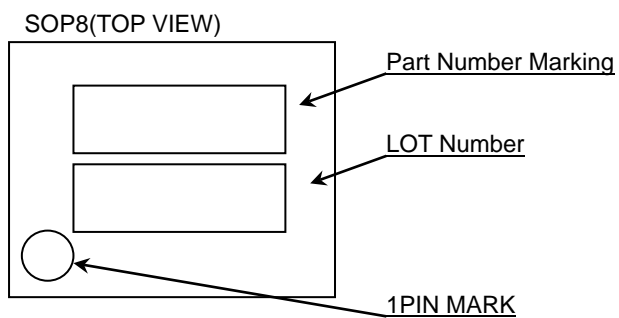 SOP8(TOP VIEW)
Part Number Marking
LOT Number
1PIN MARK